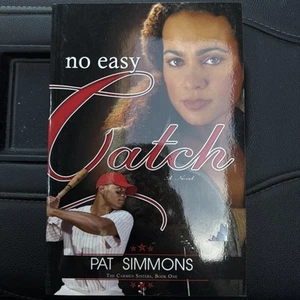 no easy
Catch
A Novel
PAT SIMMONS
THE CARMEN SISTERS, BOOK ONE